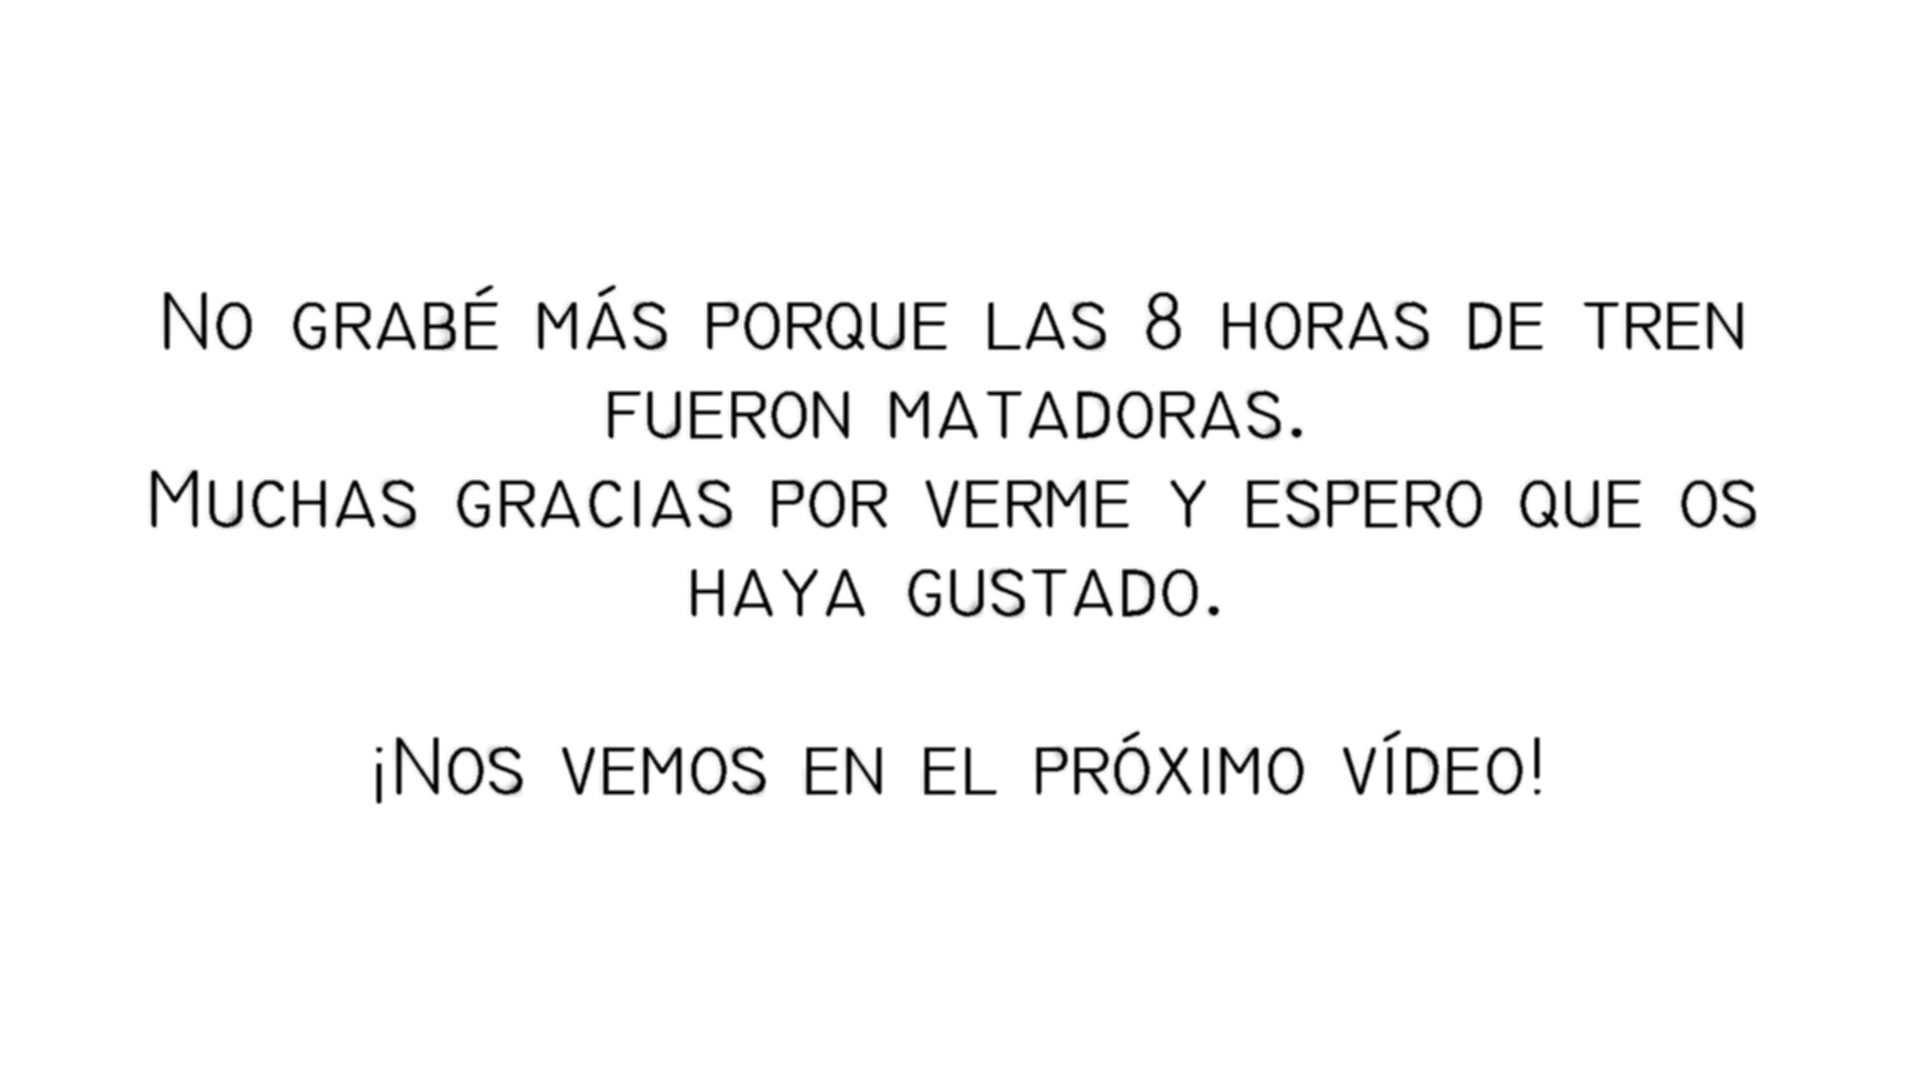 No grabé más porque las 8 horas de tren
fueron matadoras.
Muchas gracias por verme y espero que os
haya gustado.
¡Nos vemos en el próximo vídeo!